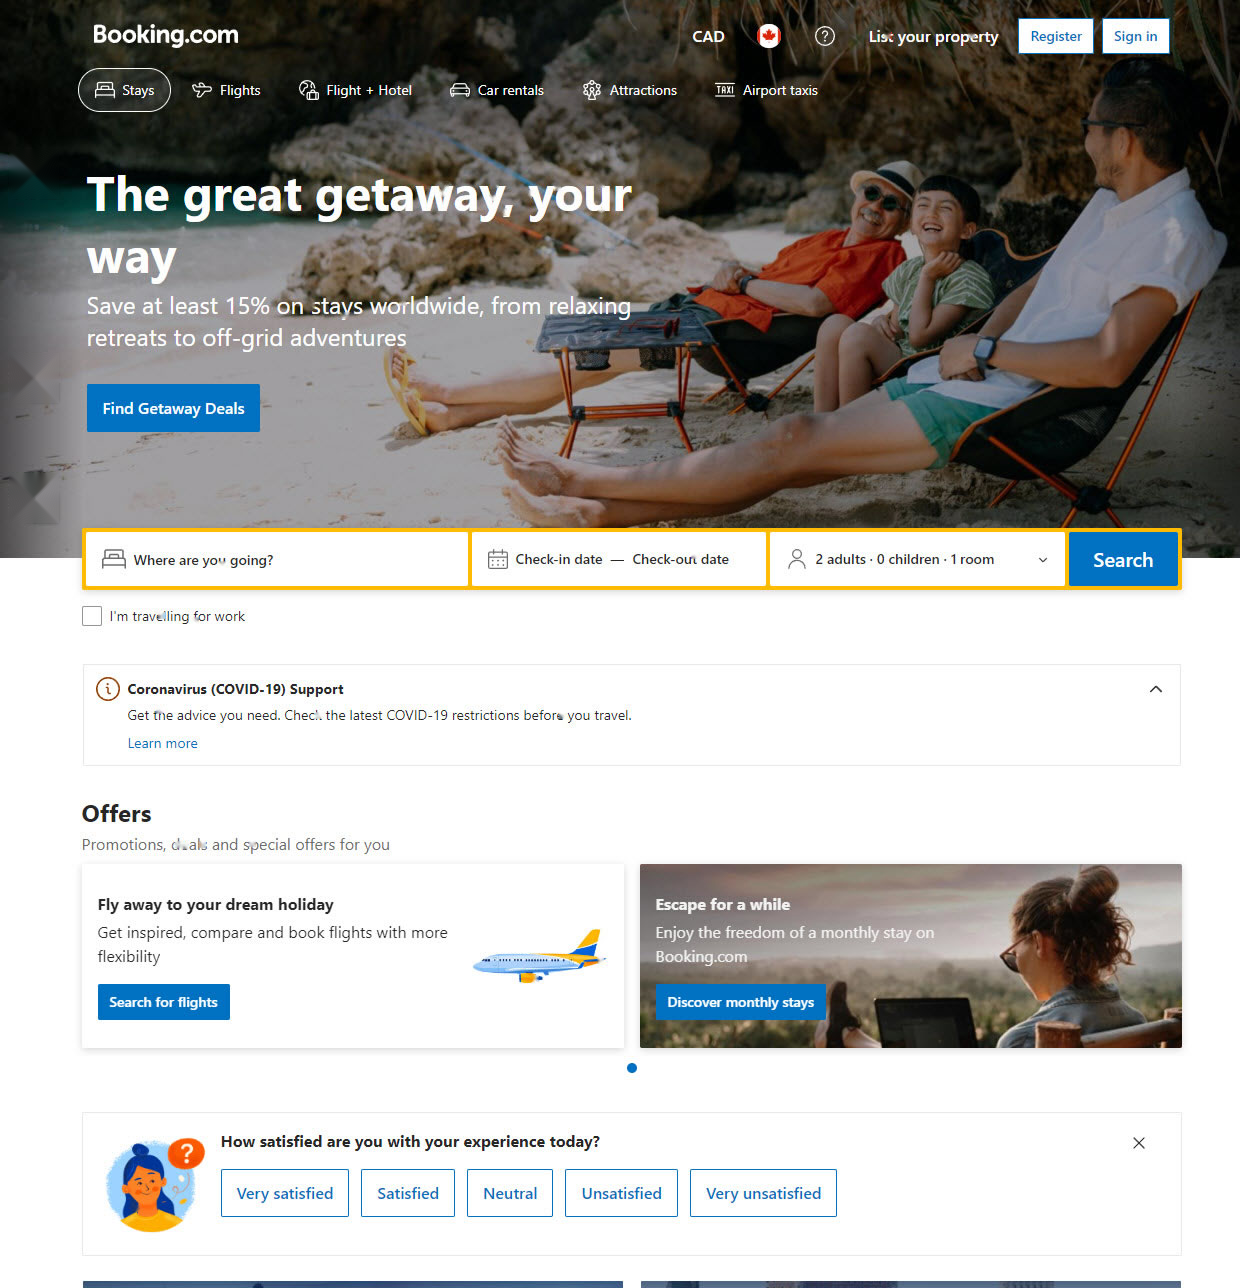 Booking.com
CAD
List your property
Register
Sign in
Stays
Flights
Flight + Hotel
Car rentals
Attractions
TAXI Airport taxis
The great getaway, your
way
Save at least 15% on stays worldwide, from relaxing
retreats to off-grid adventures
Find Getaway Deals
Where are you going?
Check-in date — Check-out date
2 adults · 0 children · 1 room
Search
I'm travelling for work
Coronavirus (COVID-19) Support
Get the advice you need. Check the latest COVID-19 restrictions before you travel.
Learn more
Offers
Promotions, deals and special offers for you
Fly away to your dream holiday
Get inspired, compare and book flights with more
flexibility
Search for flights
Escape for a while
Enjoy the freedom of a monthly stay on
Booking.com
Discover monthly stays
?
How satisfied are you with your experience today?
Very satisfied
Satisfied
Neutral
Unsatisfied
Very unsatisfied